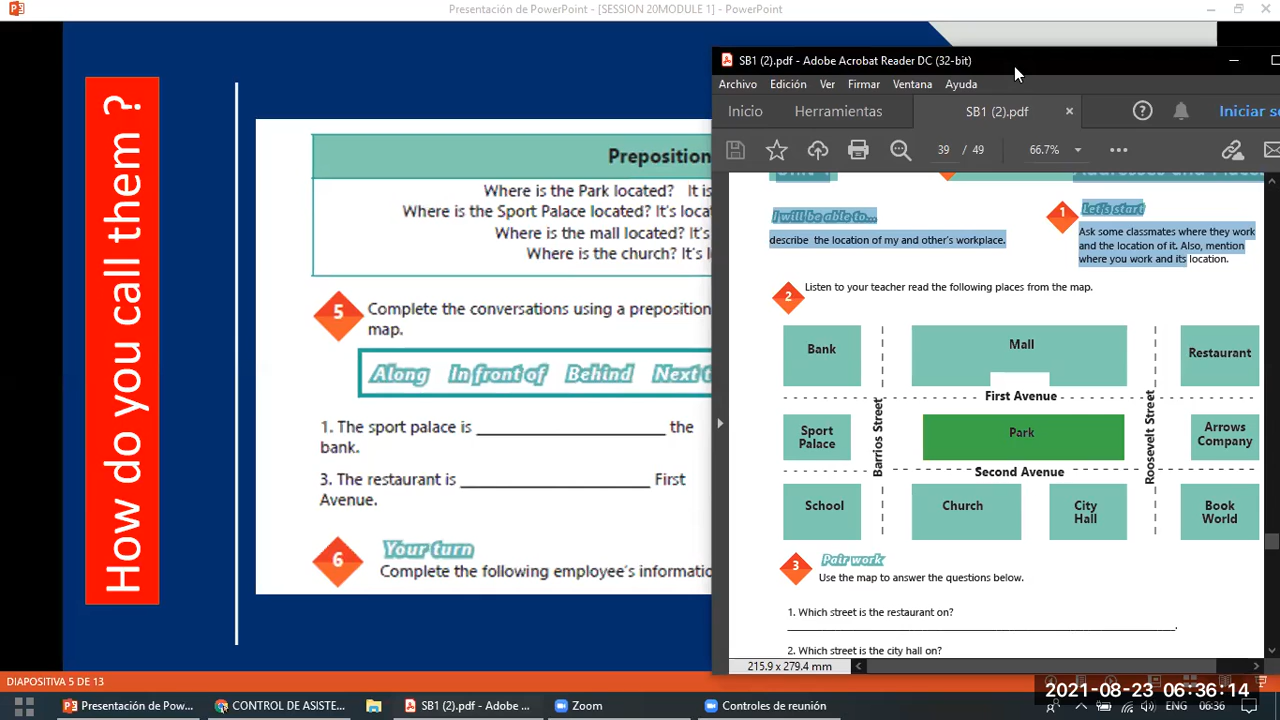 Presentación de PowerPoint - [SESSION 20MODULE 1] - PowerPoint
How do you call them ?
Preposition
Where is the Park located? It is
Where is the Sport Palace located? It's loca
Where is the mall located? It's
Where is the church? It's l
5
Complete the conversations using a preposition
map.
Along In front of Behind Next t
1. The sport palace is ____________________ the
bank.
3. The restaurant is ____________________ First
Avenue.
6
Your turn
Complete the following employee's informatio
SB1 (2).pdf - Adobe Acrobat Reader DC (32-bit)
Archivo Edición Ver Firmar Ventana Ayuda
Inicio Herramientas SB1 (2).pdf Iniciar se
39 / 49 66.7%
I will be able to...
describe the location of my and other's workplace.
1
Let's start
Ask some classmates where they work
and the location of it. Also, mention
where you work and its location.
2
Listen to your teacher read the following places from the map.
Bank
Mall
Restaurant
First Avenue
Sport
Palace
Barrios Street
Park
Roosevelt Street
Arrows
Company
Second Avenue
School
Church
City
Hall
Book
World
3
Pair work
Use the map to answer the questions below.
1. Which street is the restaurant on?
2. Which street is the city hall on?
215.9 x 279.4 mm
DIAPOSITIVA 5 DE 13
2021-08-23 06:36:14
Presentación de Pow...
CONTROL DE ASISTE...
SB1 (2).pdf - Adobe ...
Zoom
Controles de reunión
ENG
06:36